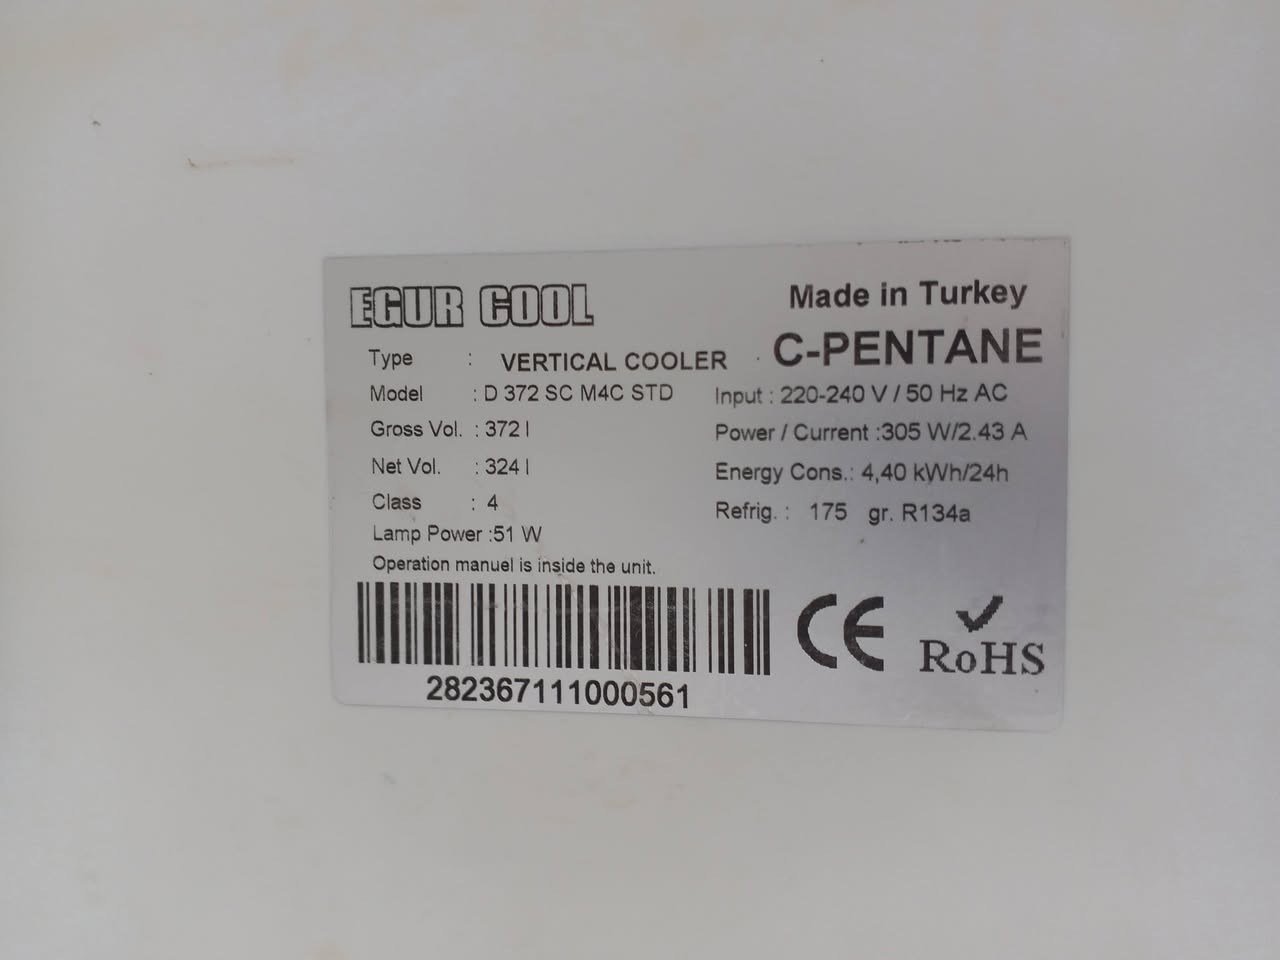 EGUR COOL
Made in Turkey
C-PENTANE
Type : VERTICAL COOLER
Model : D 372 SC M4C STD
Input : 220-240 V / 50 Hz AC
Gross Vol. : 372 l
Power / Current :305 W/2.43 A
Net Vol. : 324 l
Energy Cons.: 4,40 kWh/24h
Class : 4
Refrig. : 175 gr. R134a
Lamp Power :51 W
Operation manuel is inside the unit.
CE
RoHS
282367111000561